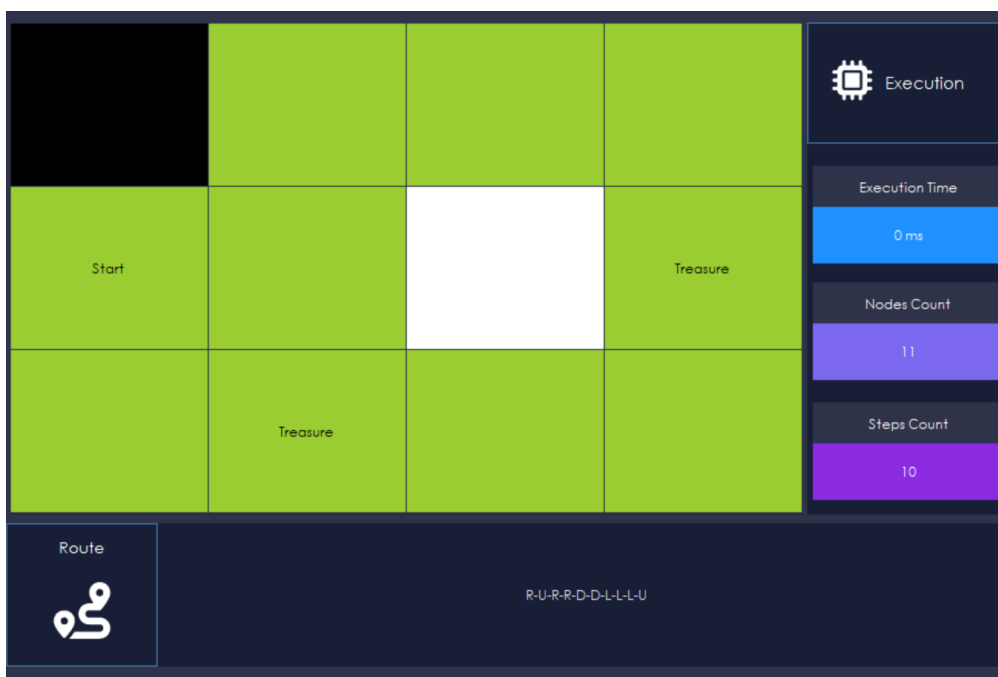 Execution
Start
Treasure
Treasure
Execution Time
0 ms
Nodes Count
11
Steps Count
10
Route
R-U-R-R-D-D-L-L-L-U